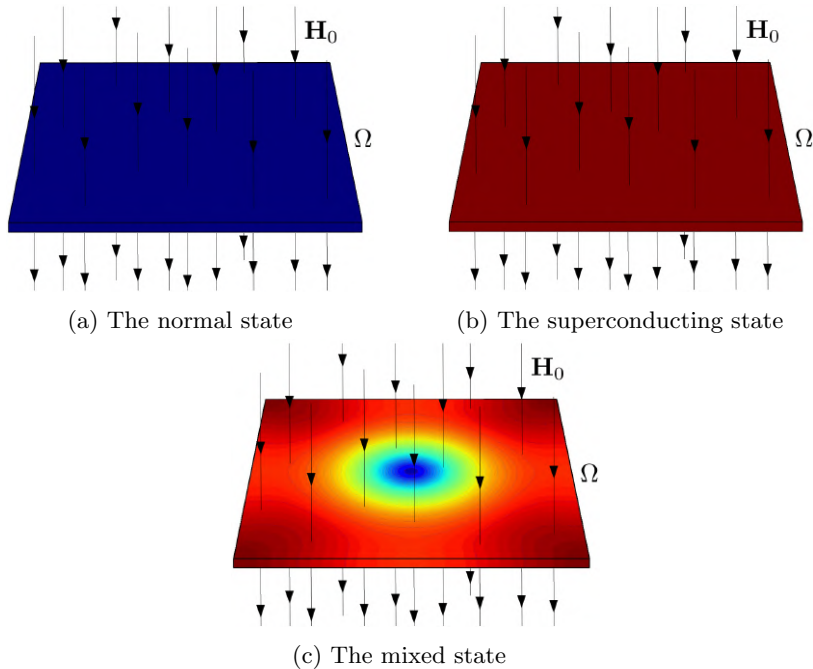 H₀
H₀
Ω
Ω
(a) The normal state
(b) The superconducting state
H₀
Ω
(c) The mixed state